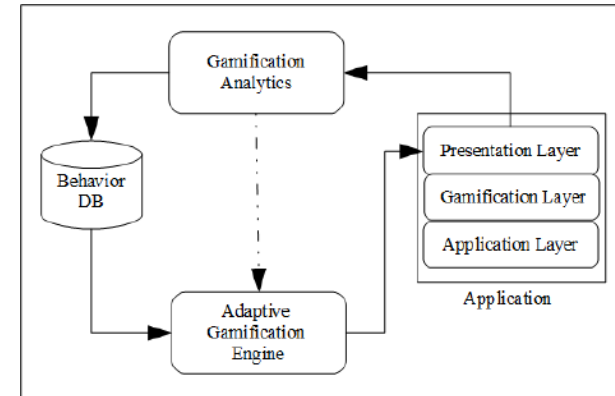 Gamification
Analytics
Behavior
DB
Presentation Layer
Gamification Layer
Application Layer
Application
Adaptive
Gamification
Engine